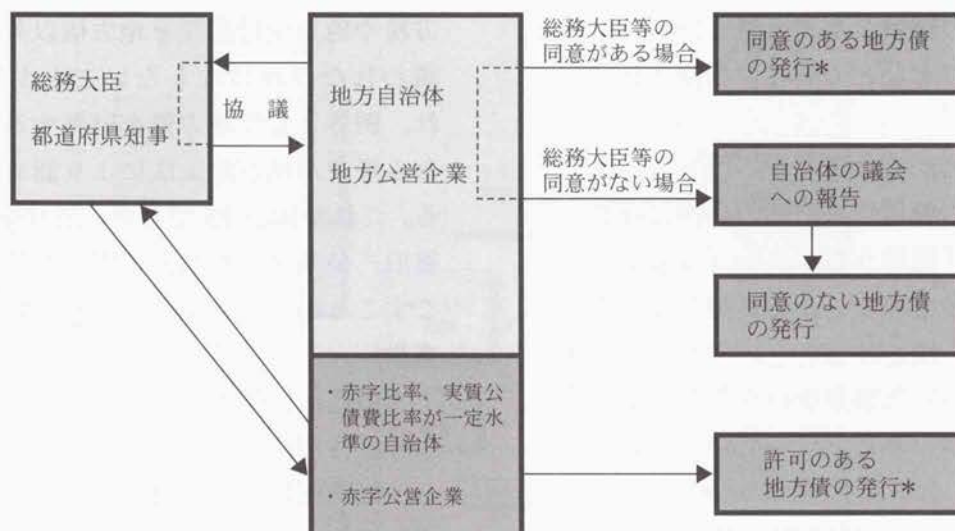 総務大臣
都道府県知事
協 議
地方自治体
地方公営企業
総務大臣等の
同意がある場合
同意のある地方債
の発行*
総務大臣等の
同意がない場合
自治体の議会
への報告
同意のない地方債
の発行
・赤字比率、実質公
債費比率が一定水
準の自治体
・赤字公営企業
許可のある
地方債の発行*